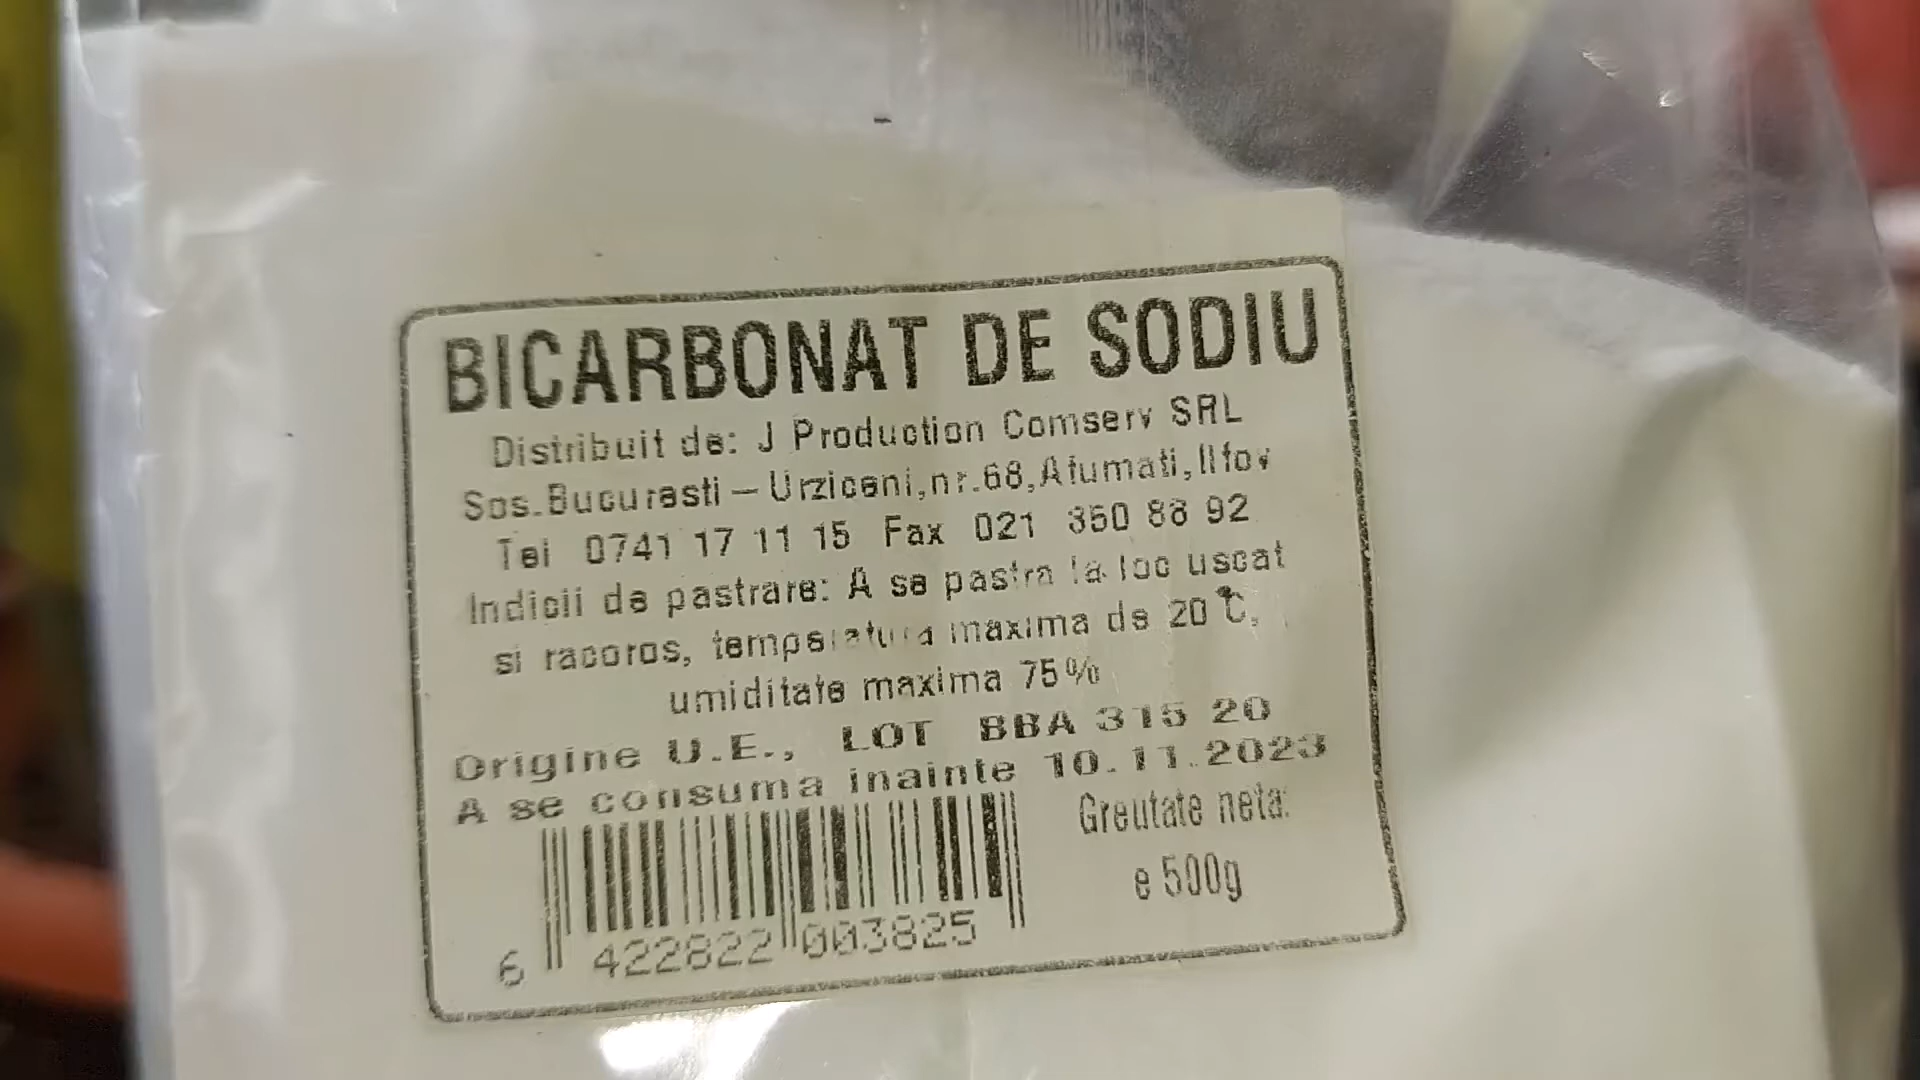 BICARBONAT DE SODIU
Distribuit de: J Production Comserv SRL
Sos.Bucuresti – Urziceni,nr.68,Afumati,Ilfov
Tel 0741 17 11 15 Fax 021 350 88 92
Indicii de pastrare: A se pastra la loc uscat
si racoros, temperatura maxima de 20°C,
umiditate maxima 75%
Origine U.E., LOT BBA 315 20
A se consuma inainte 10.11.2023
Greutate neta:
e 500g
6 422822 003825